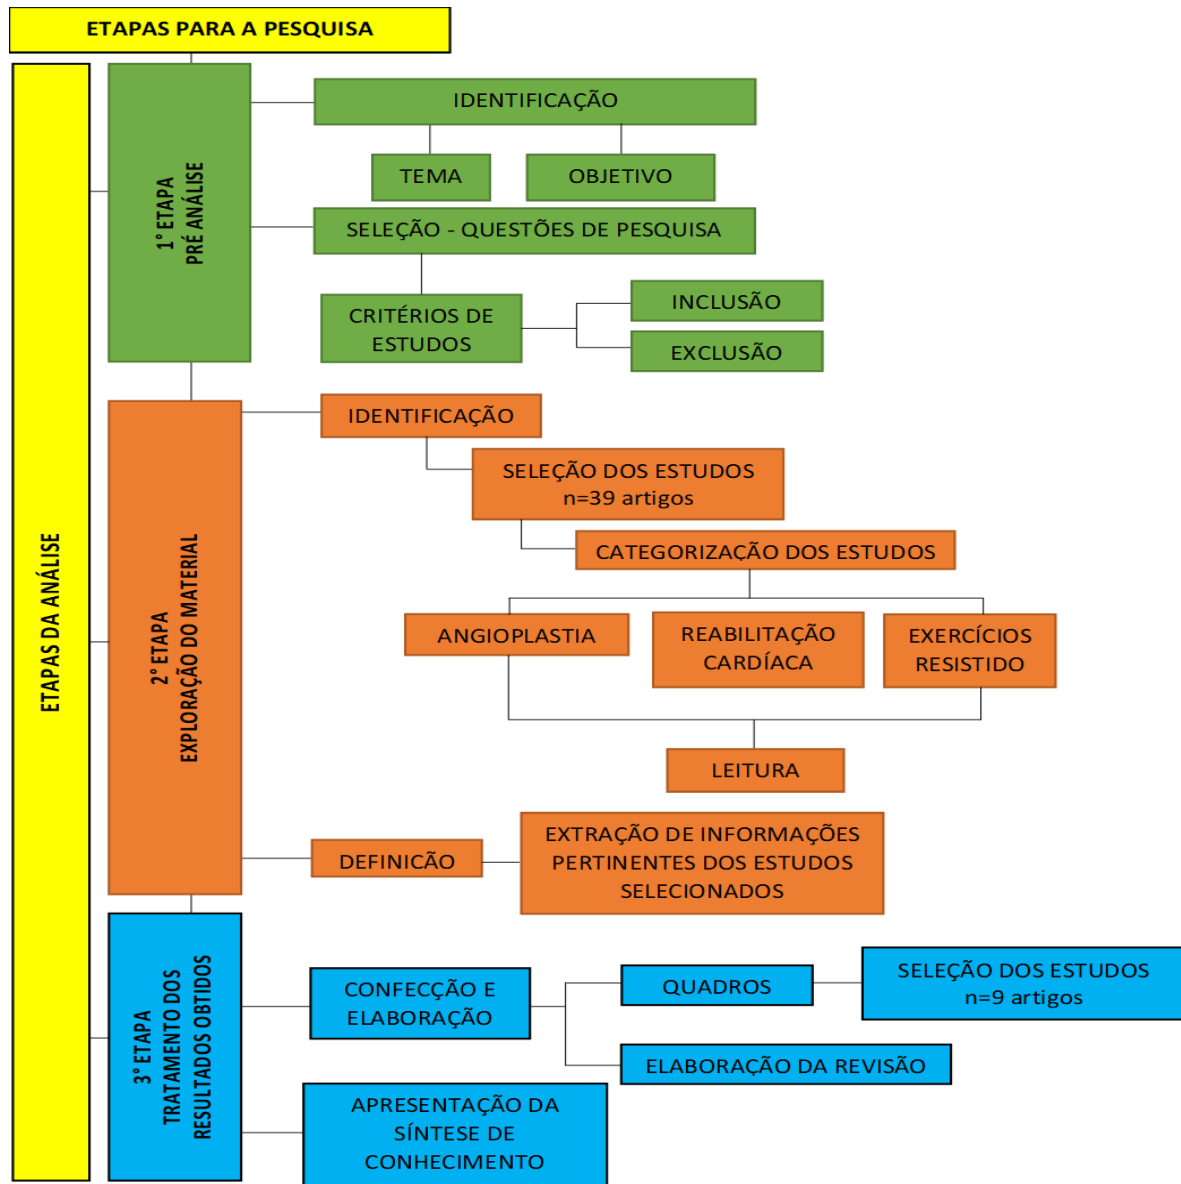 ETAPAS PARA A PESQUISA
ETAPAS DA ANÁLISE
1° ETAPA
PRÉ ANÁLISE
IDENTIFICAÇÃO
TEMA
OBJETIVO
SELEÇÃO - QUESTÕES DE PESQUISA
CRITÉRIOS DE
ESTUDOS
INCLUSÃO
EXCLUSÃO
2° ETAPA
EXPLORAÇÃO DO MATERIAL
IDENTIFICAÇÃO
SELEÇÃO DOS ESTUDOS
n=39 artigos
CATEGORIZAÇÃO DOS ESTUDOS
ANGIOPLASTIA
REABILITAÇÃO
CARDÍACA
EXERCÍCIOS
RESISTIDO
LEITURA
DEFINICÃO
EXTRAÇÃO DE INFORMAÇÕES
PERTINENTES DOS ESTUDOS
SELECIONADOS
3° ETAPA
TRATAMENTO DOS
RESULTADOS OBTIDOS
CONFECÇÃO E
ELABORAÇÃO
QUADROS
SELEÇÃO DOS ESTUDOS
n=9 artigos
ELABORAÇÃO DA REVISÃO
APRESENTAÇÃO DA
SÍNTESE DE
CONHECIMENTO